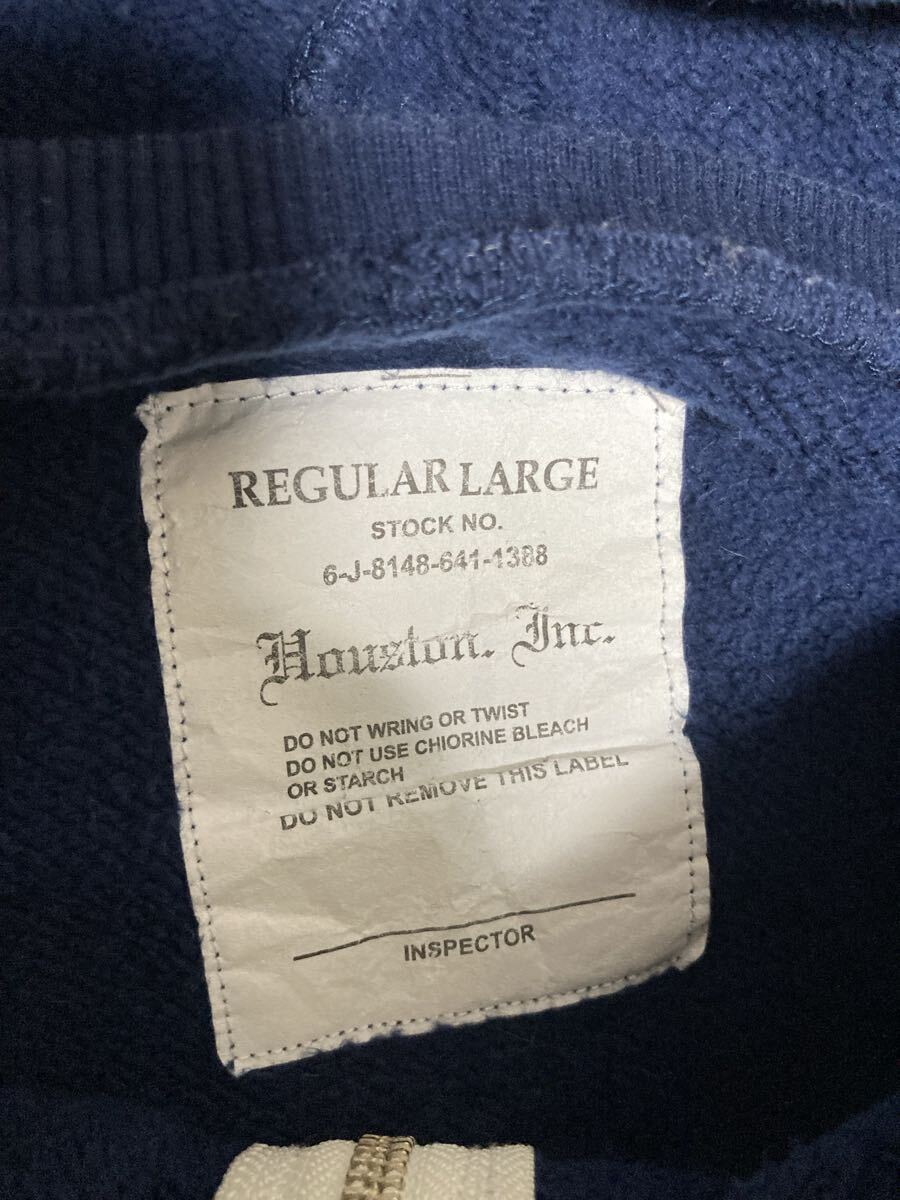 REGULAR LARGE
STOCK NO.
6-J-8148-641-1388
Houston. Inc.
DO NOT WRING OR TWIST
DO NOT USE CHIORINE BLEACH
OR STARCH
DO NOT REMOVE THIS LABEL
INSPECTOR